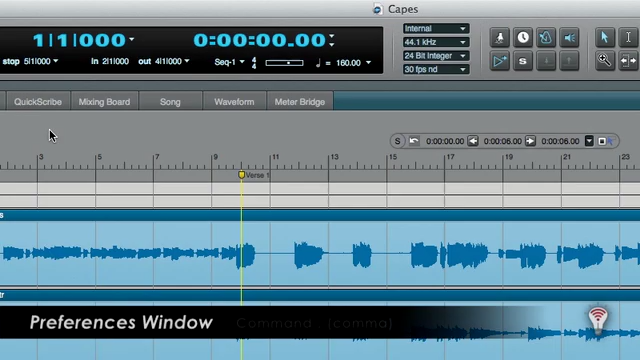 Capes
1|1|000
0:00:00.00
stop 5|1|000 in 2|1|000 out 4|1|000 Seq-1 4/4 = 160.00
Internal
44.1 kHz
24 Bit Integer
30 fps nd
S
QuickScribe Mixing Board Song Waveform Meter Bridge
S 0:00:00.00 0:00:06.00 0:00:06.00
3 5 7 9 11 13 15 17 19 21 23
Verse 1
s
tr
Preferences Window Command , (comma)